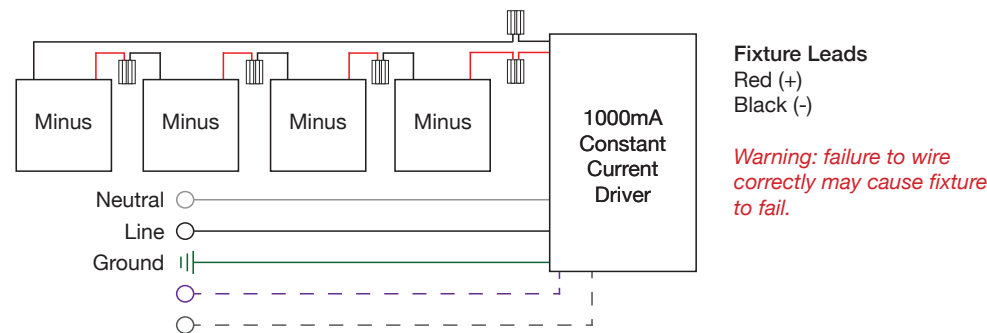 Minus
Minus
Minus
Minus
1000mA
Constant
Current
Driver
Fixture Leads
Red (+)
Black (-)
Warning: failure to wire
correctly may cause fixture
to fail.
Neutral
Line
Ground